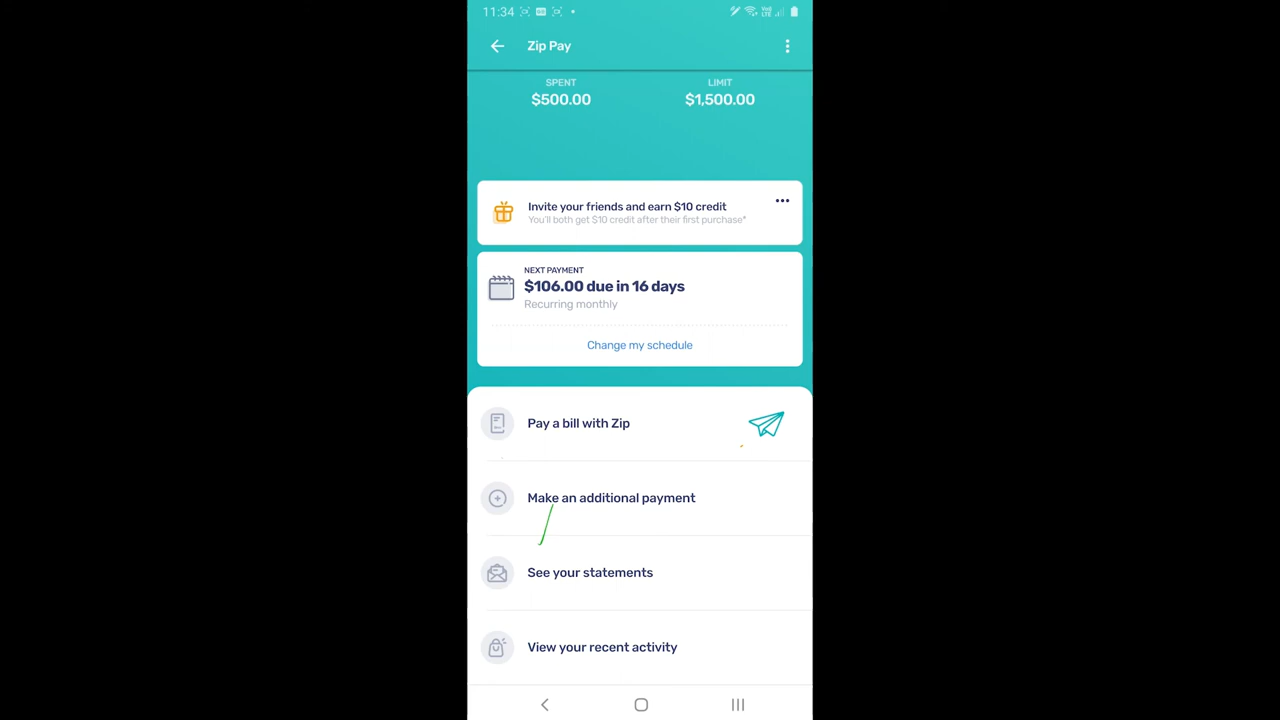 11:34
Zip Pay
SPENT LIMIT
$500.00 $1,500.00
Invite your friends and earn $10 credit
You'll both get $10 credit after their first purchase*
NEXT PAYMENT
$106.00 due in 16 days
Recurring monthly
Change my schedule
Pay a bill with Zip
Make an additional payment
See your statements
View your recent activity